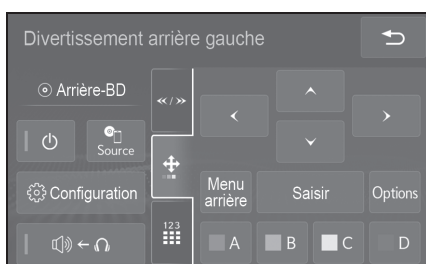 Divertissement arrière gauche
Arrière-BD
Source
Configuration
123
Menu
arrière
Saisir
Options
A
B
C
D